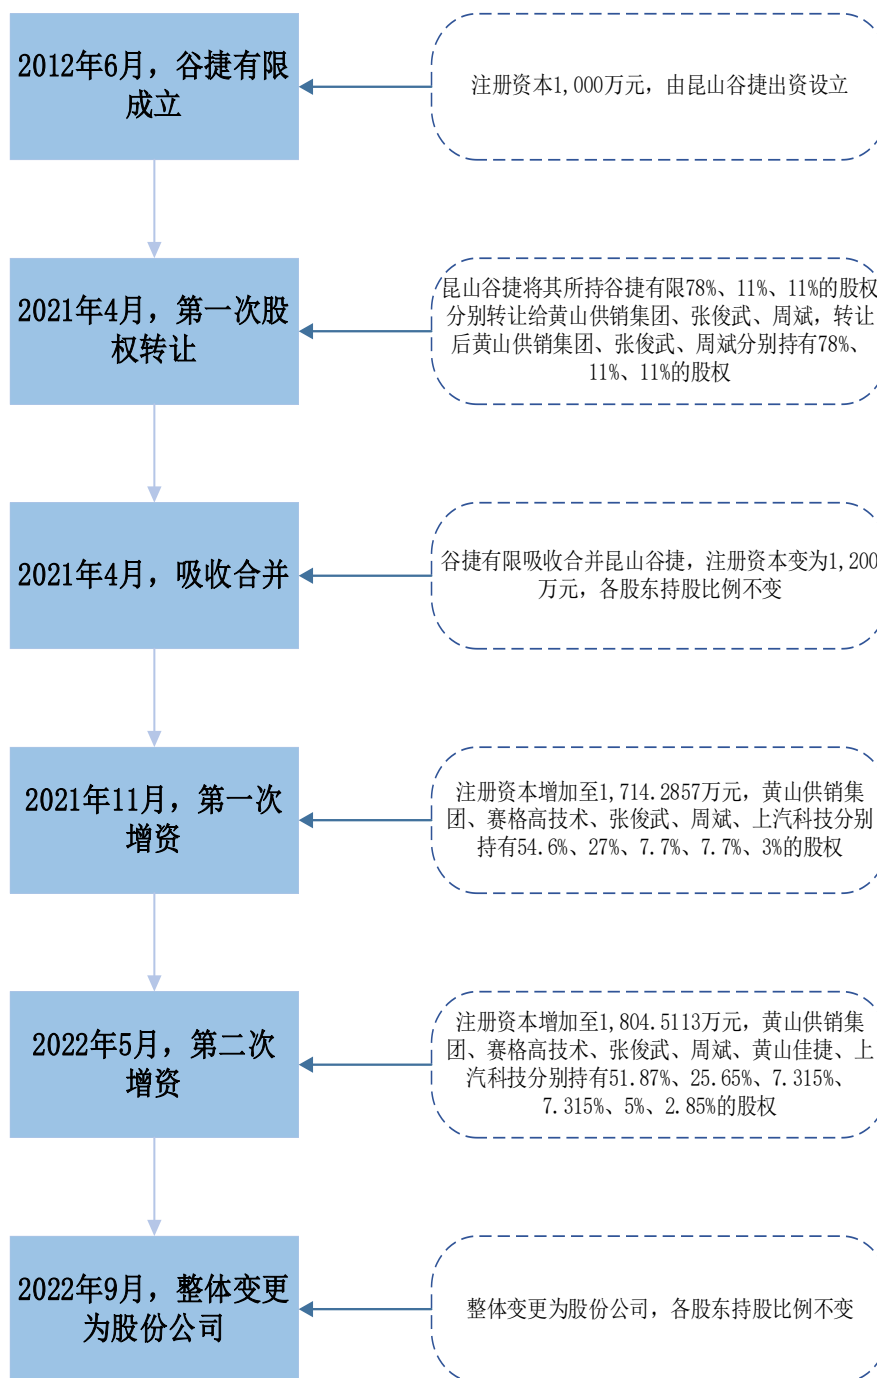 2012年6月，谷捷有限
成立
注册资本1,000万元，由昆山谷捷出资设立
2021年4月，第一次股
权转让
昆山谷捷将其所持谷捷有限78%、11%、11%的股权
分别转让给黄山供销集团、张俊武、周斌，转让
后黄山供销集团、张俊武、周斌分别持有78%、
11%、11%的股权
2021年4月，吸收合并
谷捷有限吸收合并昆山谷捷，注册资本变为1,200
万元，各股东持股比例不变
2021年11月，第一次
增资
注册资本增加至1,714.2857万元，黄山供销集
团、赛格高技术、张俊武、周斌、上汽科技分别
持有54.6%、27%、7.7%、7.7%、3%的股权
2022年5月，第二次
增资
注册资本增加至1,804.5113万元，黄山供销集
团、赛格高技术、张俊武、周斌、黄山佳捷、上
汽科技分别持有51.87%、25.65%、7.315%、
7.315%、5%、2.85%的股权
2022年9月，整体变更
为股份公司
整体变更为股份公司，各股东持股比例不变